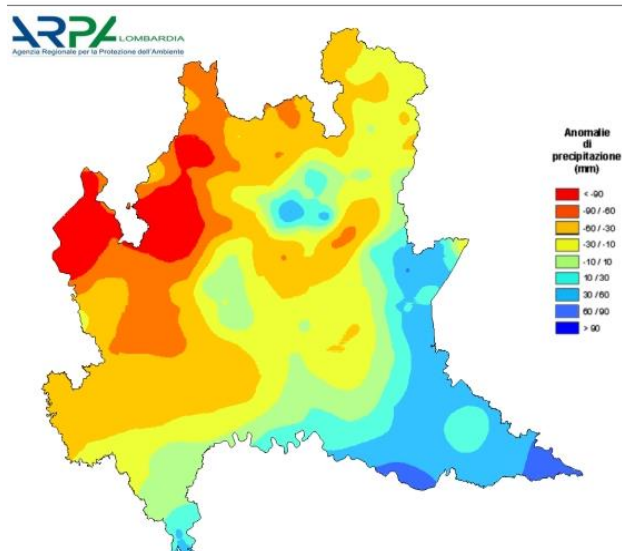 ARPA LOMBARDIA
Agenzia Regionale per la Protezione dell'Ambiente
Anomalie
di
precipitazione
(mm)
< -90
-90 / -60
-60 / -30
-30 / -10
-10 / 10
10 / 30
30 / 60
60 / 90
> 90